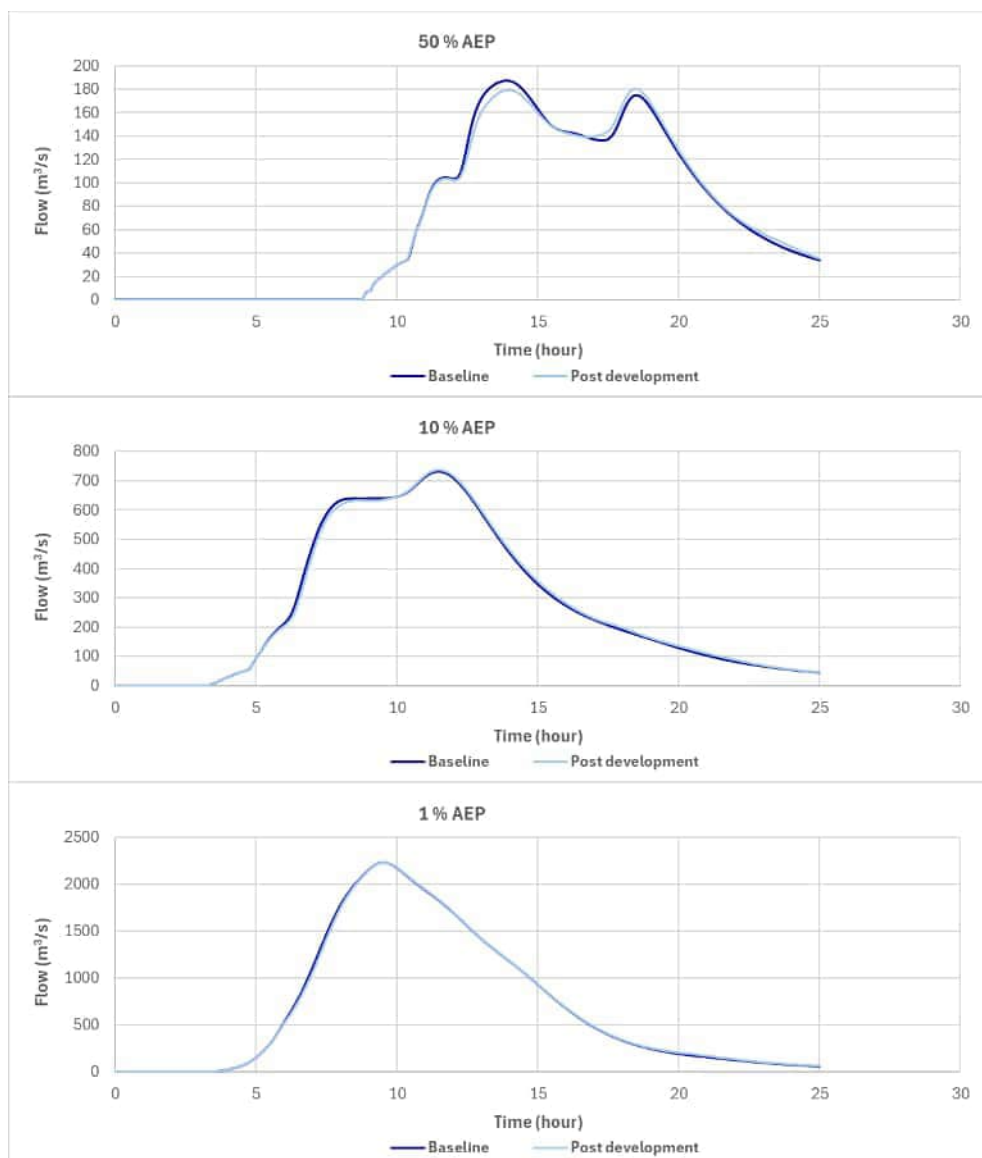 50 % AEP
Flow (m³/s)
200
180
160
140
120
100
80
60
40
20
0
0 5 10 15 20 25 30
Time (hour)
Baseline Post development
10 % AEP
Flow (m³/s)
800
700
600
500
400
300
200
100
0
0 5 10 15 20 25 30
Time (hour)
Baseline Post development
1 % AEP
Flow (m³/s)
2500
2000
1500
1000
500
0
0 5 10 15 20 25 30
Time (hour)
Baseline Post development